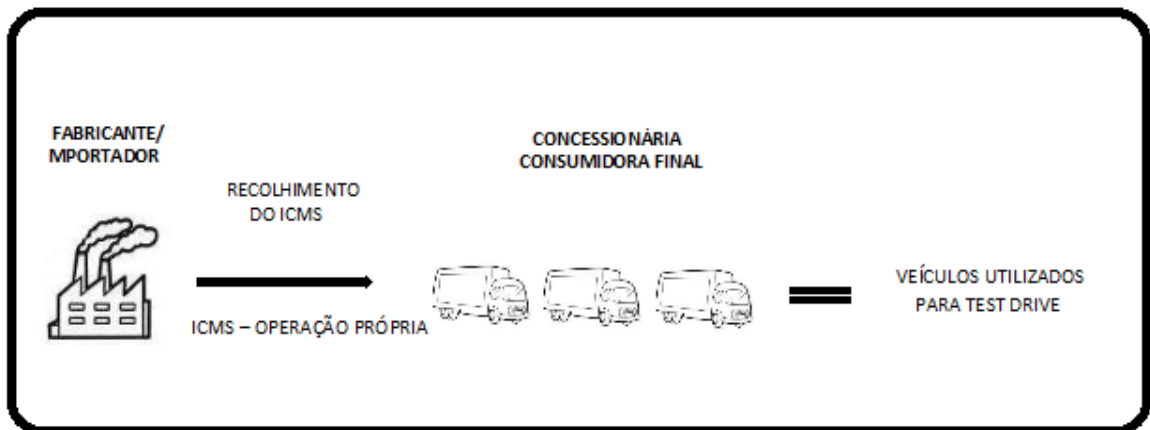 FABRICANTE/
MPORTADOR
RECOLHIMENTO
DO ICMS
ICMS – OPERAÇÃO PRÓPRIA
CONCESSIONÁRIA
CONSUMIDORA FINAL
VEÍCULOS UTILIZADOS
PARA TEST DRIVE